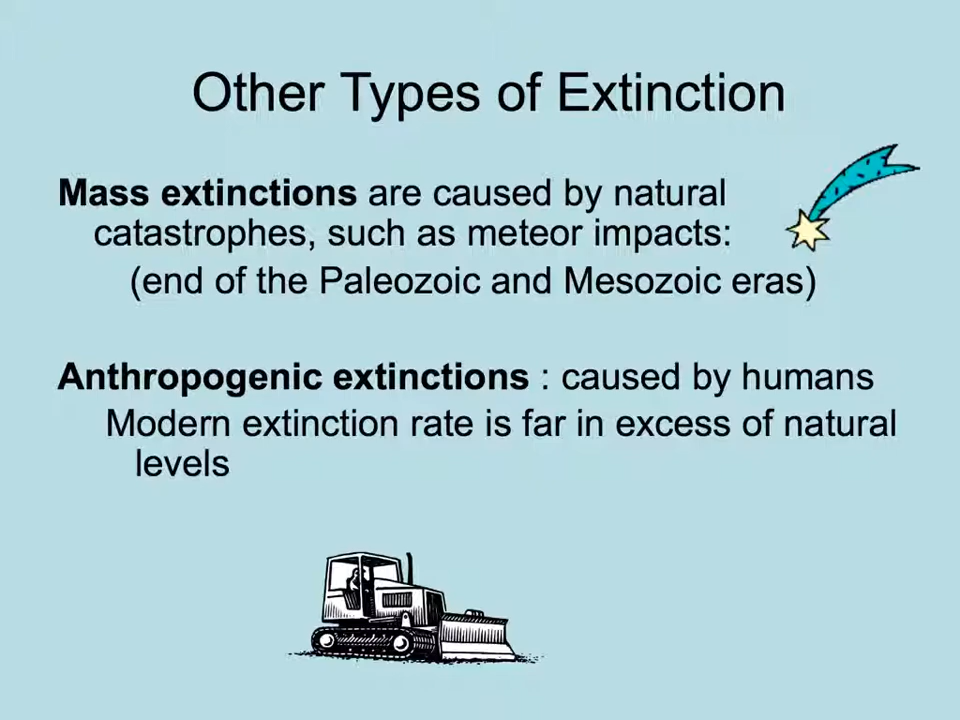 Other Types of Extinction
Mass extinctions are caused by natural
catastrophes, such as meteor impacts:
(end of the Paleozoic and Mesozoic eras)
Anthropogenic extinctions : caused by humans
Modern extinction rate is far in excess of natural
levels